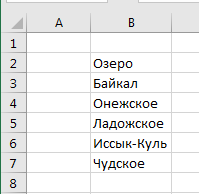 A B
1
2 Озеро
3 Байкал
4 Онежское
5 Ладожское
6 Иссык-Куль
7 Чудское
8